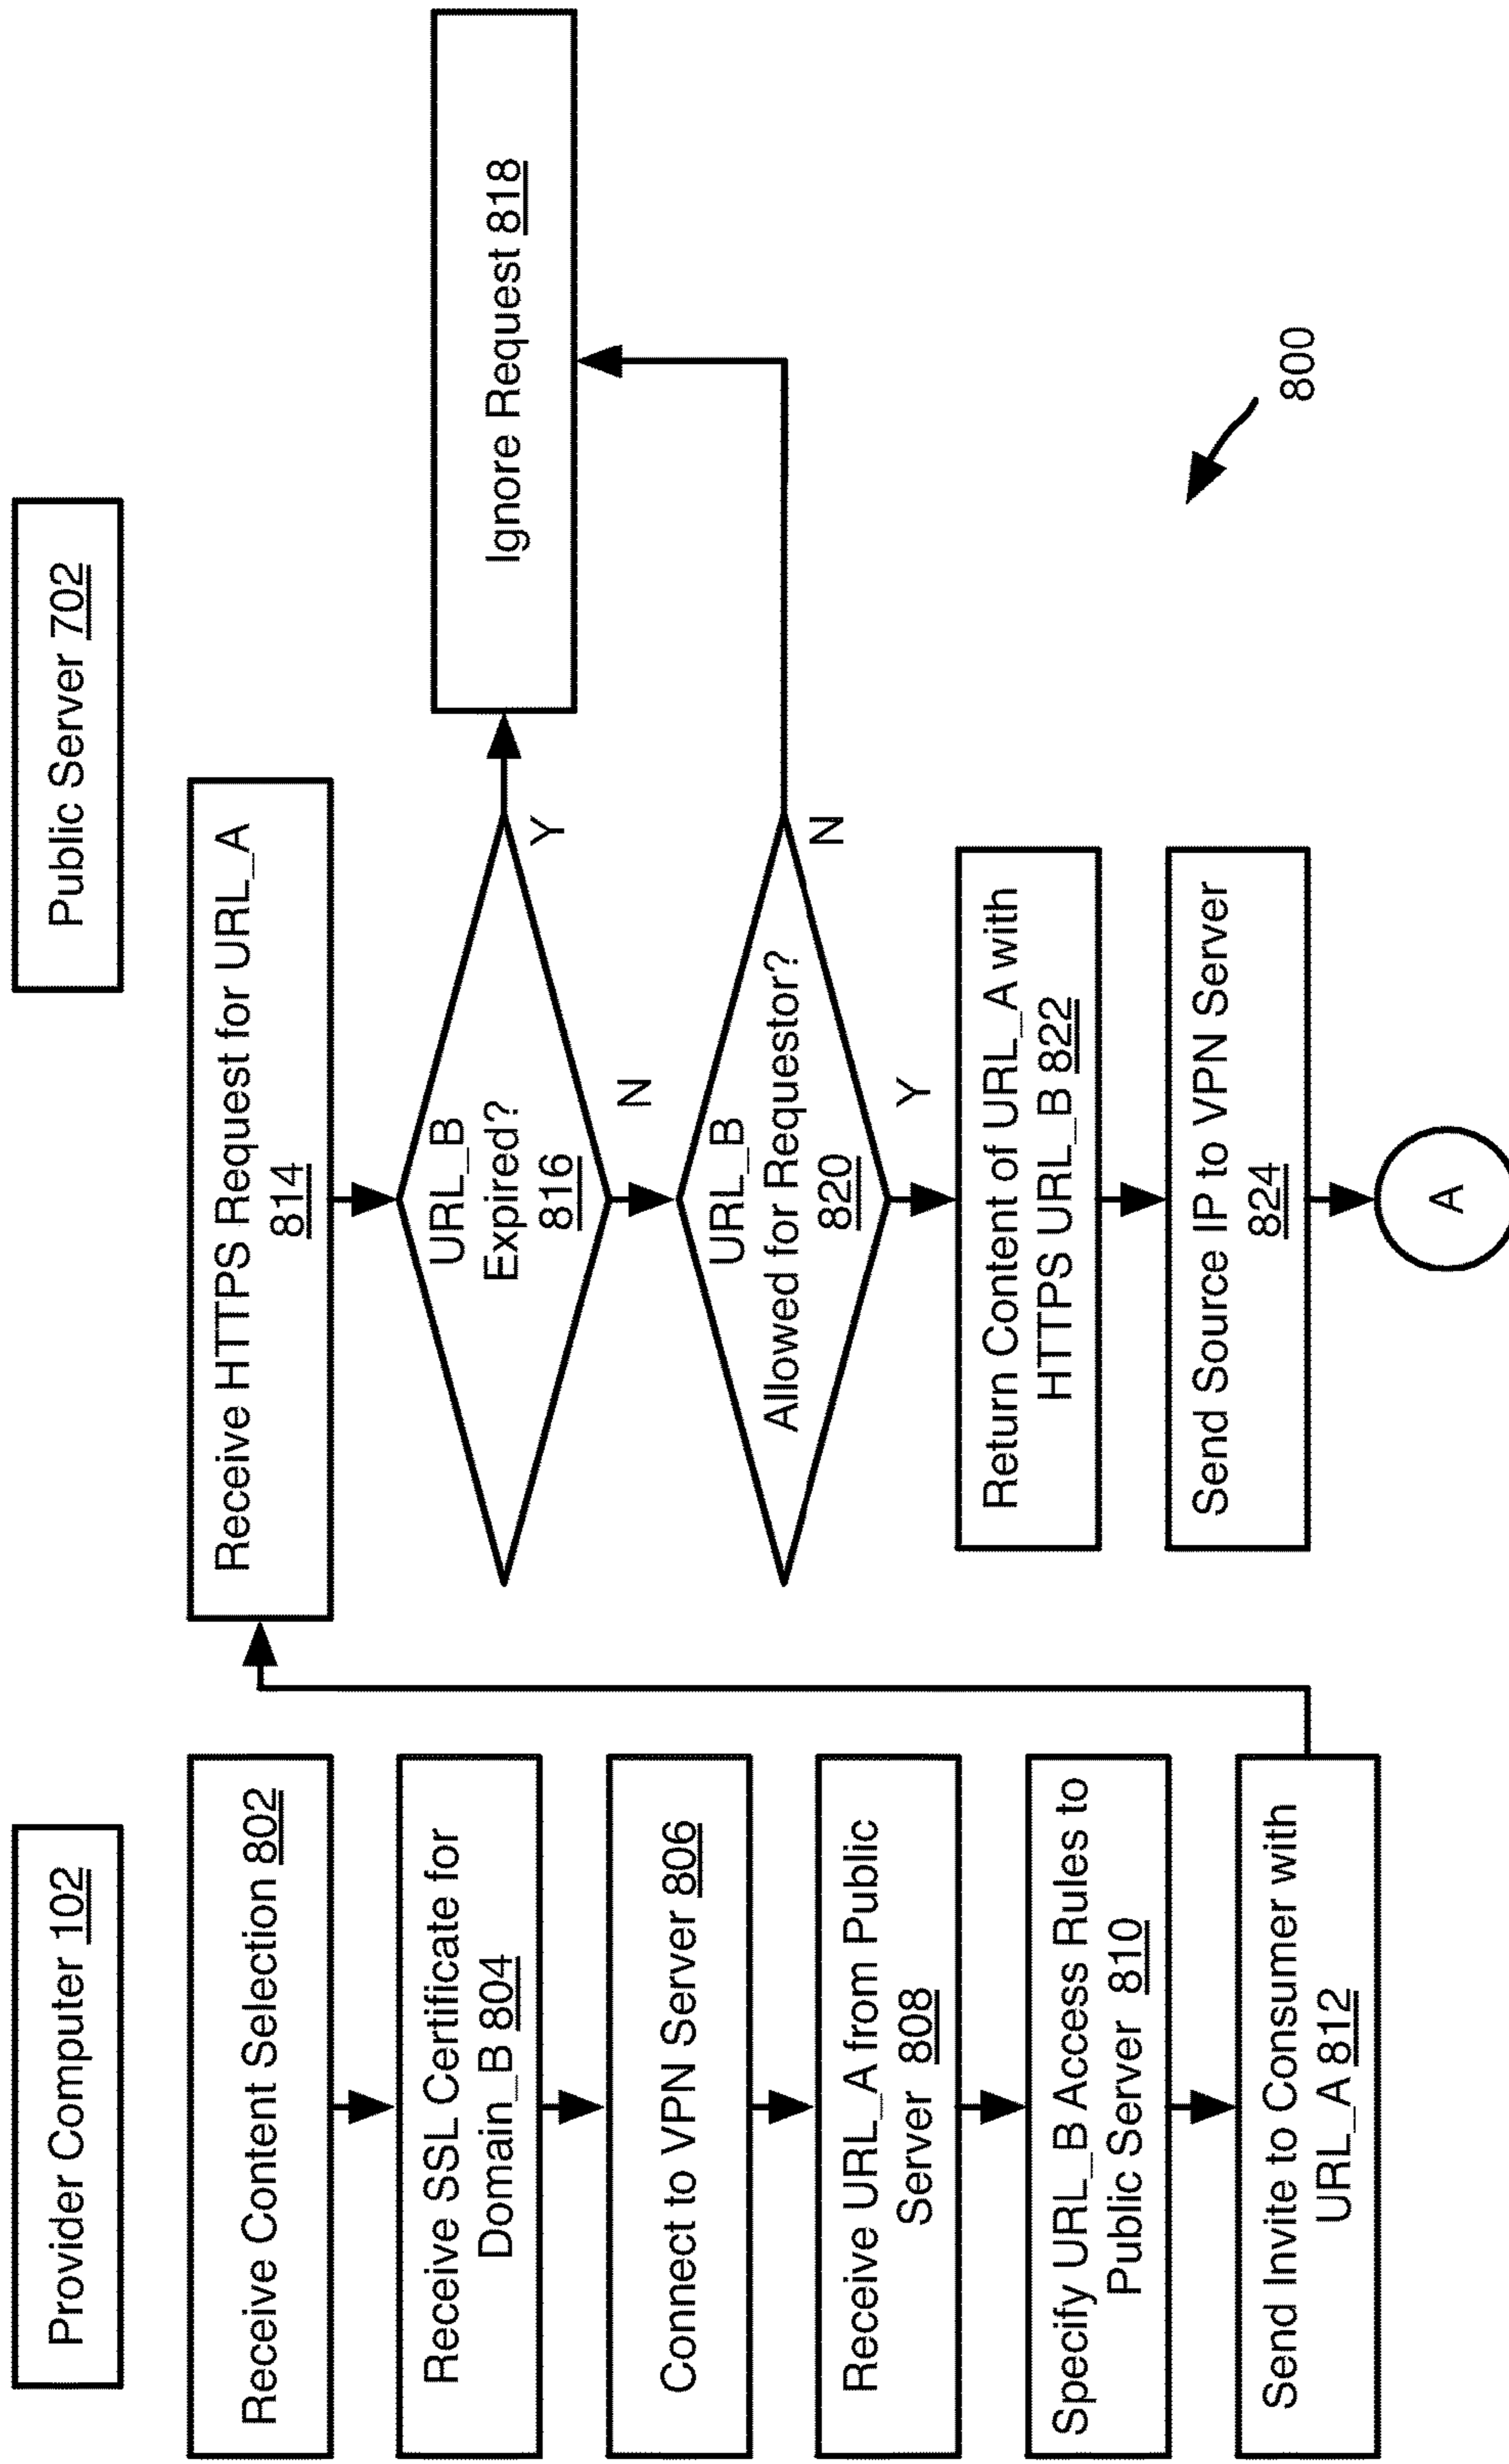 Provider Computer 102
Receive Content Selection 802
Receive SSL Certificate for
Domain_B 804
Connect to VPN Server 806
Receive URL_A from Public
Server 808
Specify URL_B Access Rules to
Public Server 810
Send Invite to Consumer with
URL_A 812
Public Server 702
Receive HTTPS Request for URL_A
814
URL_B
Expired?
816
Y
N
Ignore Request 818
URL_B
Allowed for Requestor?
820
N
Y
Return Content of URL_A with
HTTPS URL_B 822
Send Source IP to VPN Server
824
A
800